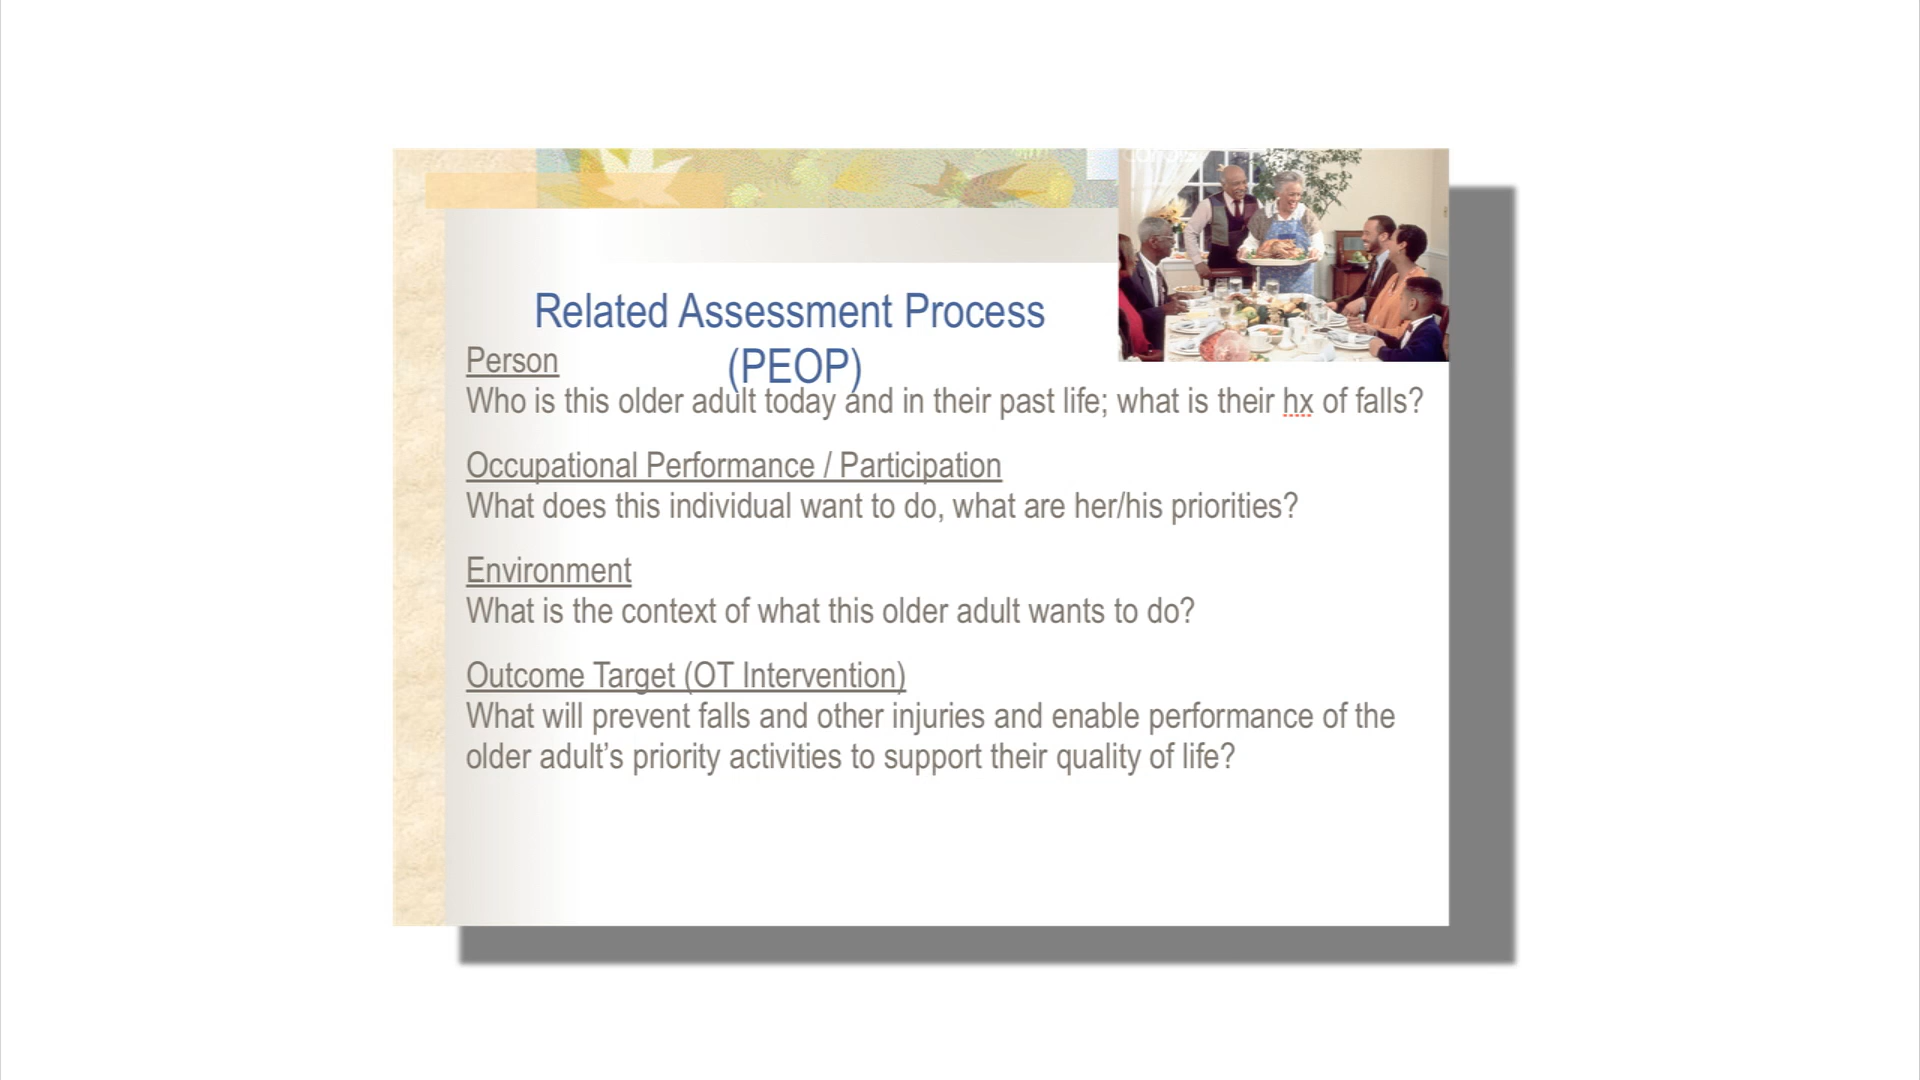 Related Assessment Process
(PEOP)
Person
Who is this older adult today and in their past life; what is their hx of falls?
Occupational Performance / Participation
What does this individual want to do, what are her/his priorities?
Environment
What is the context of what this older adult wants to do?
Outcome Target (OT Intervention)
What will prevent falls and other injuries and enable performance of the
older adult’s priority activities to support their quality of life?